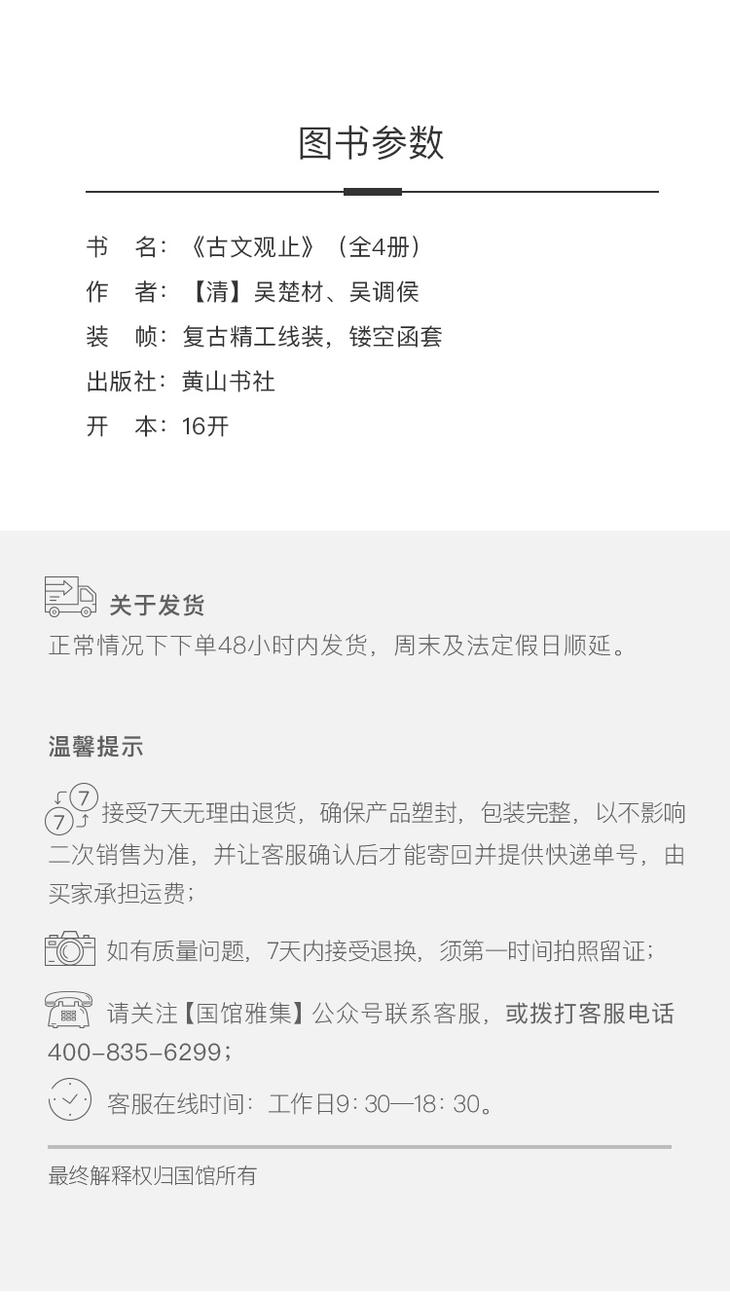 图书参数
书　名：《古文观止》（全4册）
作　者：【清】吴楚材、吴调侯
装　帧：复古精工线装，镂空函套
出版社：黄山书社
开　本：16开
关于发货
正常情况下下单48小时内发货，周末及法定假日顺延。
温馨提示
7
7
接受7天无理由退货，确保产品塑封，包装完整，以不影响
二次销售为准，并让客服确认后才能寄回并提供快递单号，由
买家承担运费；
如有质量问题，7天内接受退换，须第一时间拍照留证；
请关注【国馆雅集】公众号联系客服，或拨打客服电话
400-835-6299；
客服在线时间：工作日9：30—18：30。
最终解释权归国馆所有